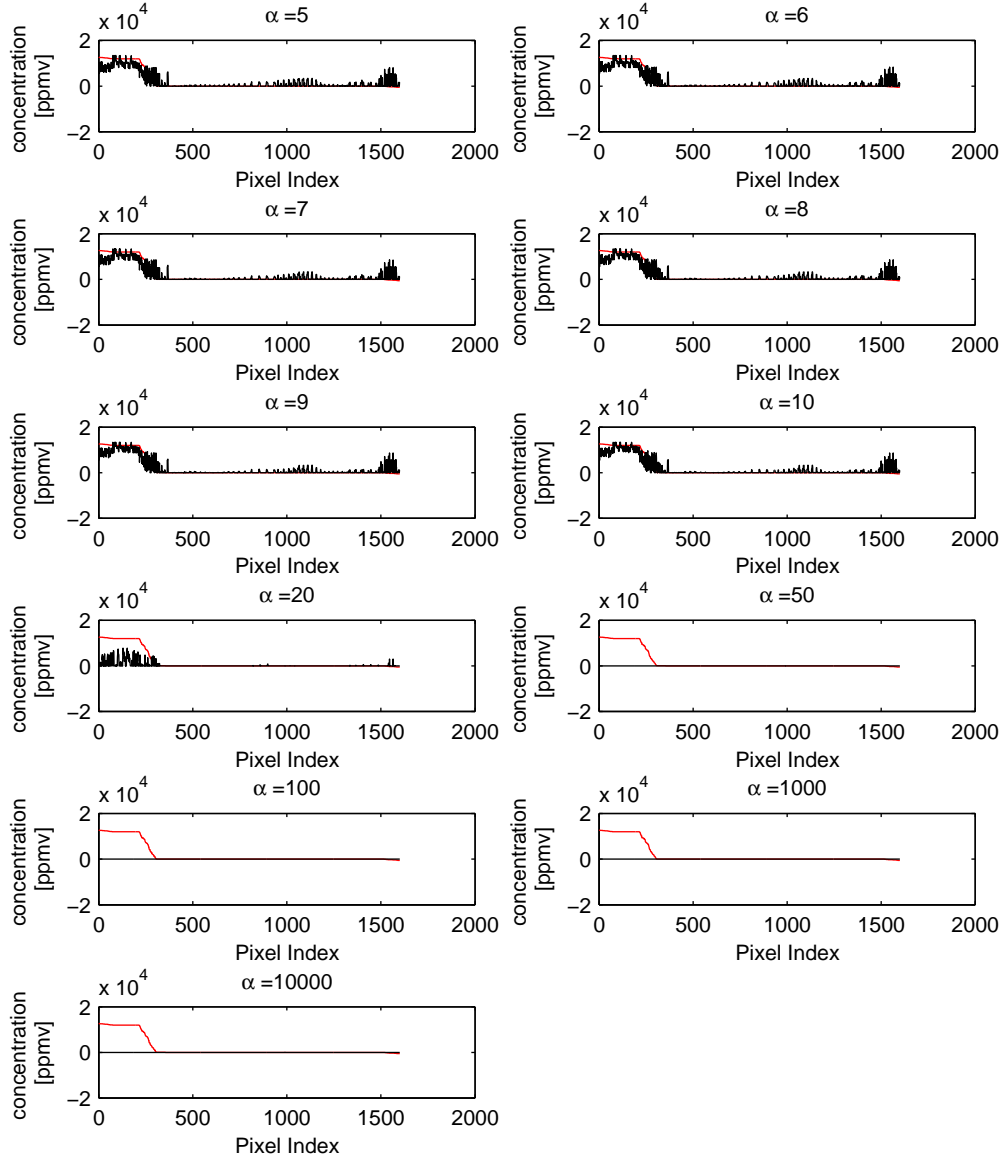 x 10^4
α =5
2
0
−2
concentration
[ppmv]
0 500 1000 1500 2000
Pixel Index
x 10^4
α =6
2
0
−2
concentration
[ppmv]
0 500 1000 1500 2000
Pixel Index
x 10^4
α =7
2
0
−2
concentration
[ppmv]
0 500 1000 1500 2000
Pixel Index
x 10^4
α =8
2
0
−2
concentration
[ppmv]
0 500 1000 1500 2000
Pixel Index
x 10^4
α =9
2
0
−2
concentration
[ppmv]
0 500 1000 1500 2000
Pixel Index
x 10^4
α =10
2
0
−2
concentration
[ppmv]
0 500 1000 1500 2000
Pixel Index
x 10^4
α =20
2
0
−2
concentration
[ppmv]
0 500 1000 1500 2000
Pixel Index
x 10^4
α =50
2
0
−2
concentration
[ppmv]
0 500 1000 1500 2000
Pixel Index
x 10^4
α =100
2
0
−2
concentration
[ppmv]
0 500 1000 1500 2000
Pixel Index
x 10^4
α =1000
2
0
−2
concentration
[ppmv]
0 500 1000 1500 2000
Pixel Index
x 10^4
α =10000
2
0
−2
concentration
[ppmv]
0 500 1000 1500 2000
Pixel Index